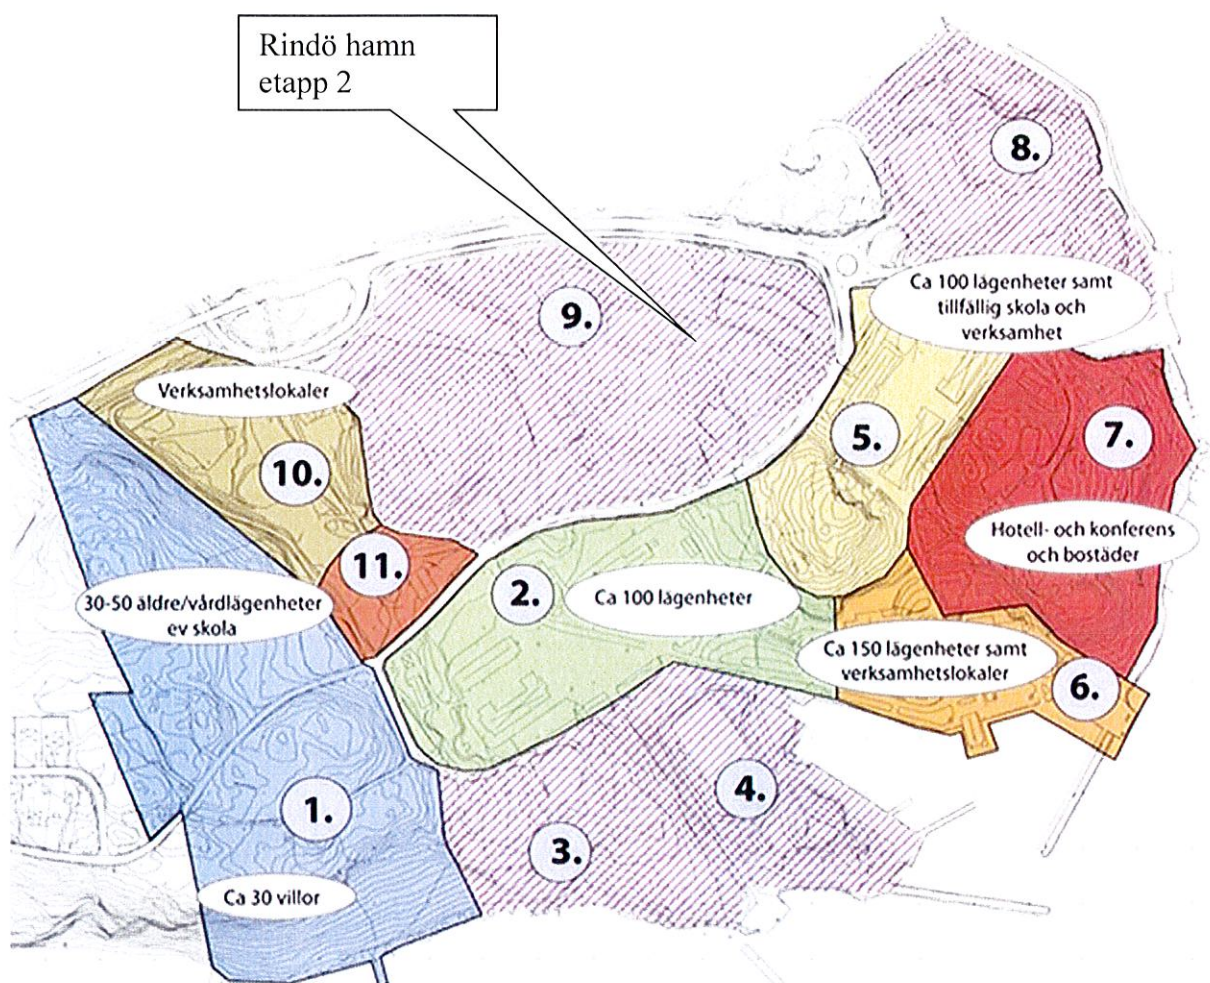 Rindö hamn
etapp 2
8.
Ca 100 lägenheter samt
tillfällig skola och
verksamhet
9.
Verksamhetslokaler
5.
7.
10.
Hotell- och konferens
och bostäder
11.
2.
Ca 100 lägenheter
30-50 äldre/vårdlägenheter
ev skola
Ca 150 lägenheter samt
verksamhetslokaler
6.
4.
1.
3.
Ca 30 villor